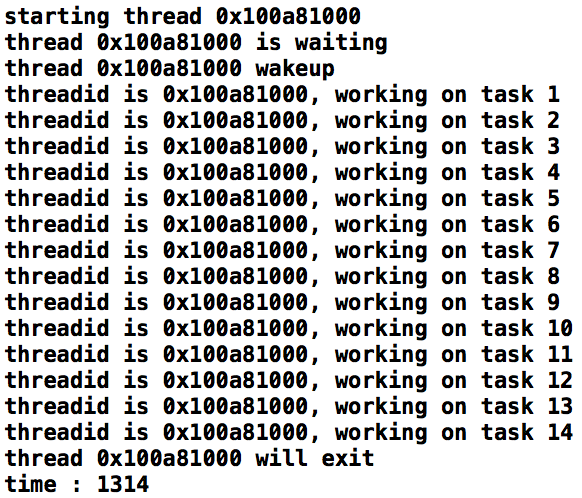 starting thread 0x100a81000
thread 0x100a81000 is waiting
thread 0x100a81000 wakeup
threadid is 0x100a81000, working on task 1
threadid is 0x100a81000, working on task 2
threadid is 0x100a81000, working on task 3
threadid is 0x100a81000, working on task 4
threadid is 0x100a81000, working on task 5
threadid is 0x100a81000, working on task 6
threadid is 0x100a81000, working on task 7
threadid is 0x100a81000, working on task 8
threadid is 0x100a81000, working on task 9
threadid is 0x100a81000, working on task 10
threadid is 0x100a81000, working on task 11
threadid is 0x100a81000, working on task 12
threadid is 0x100a81000, working on task 13
threadid is 0x100a81000, working on task 14
thread 0x100a81000 will exit
time : 1314